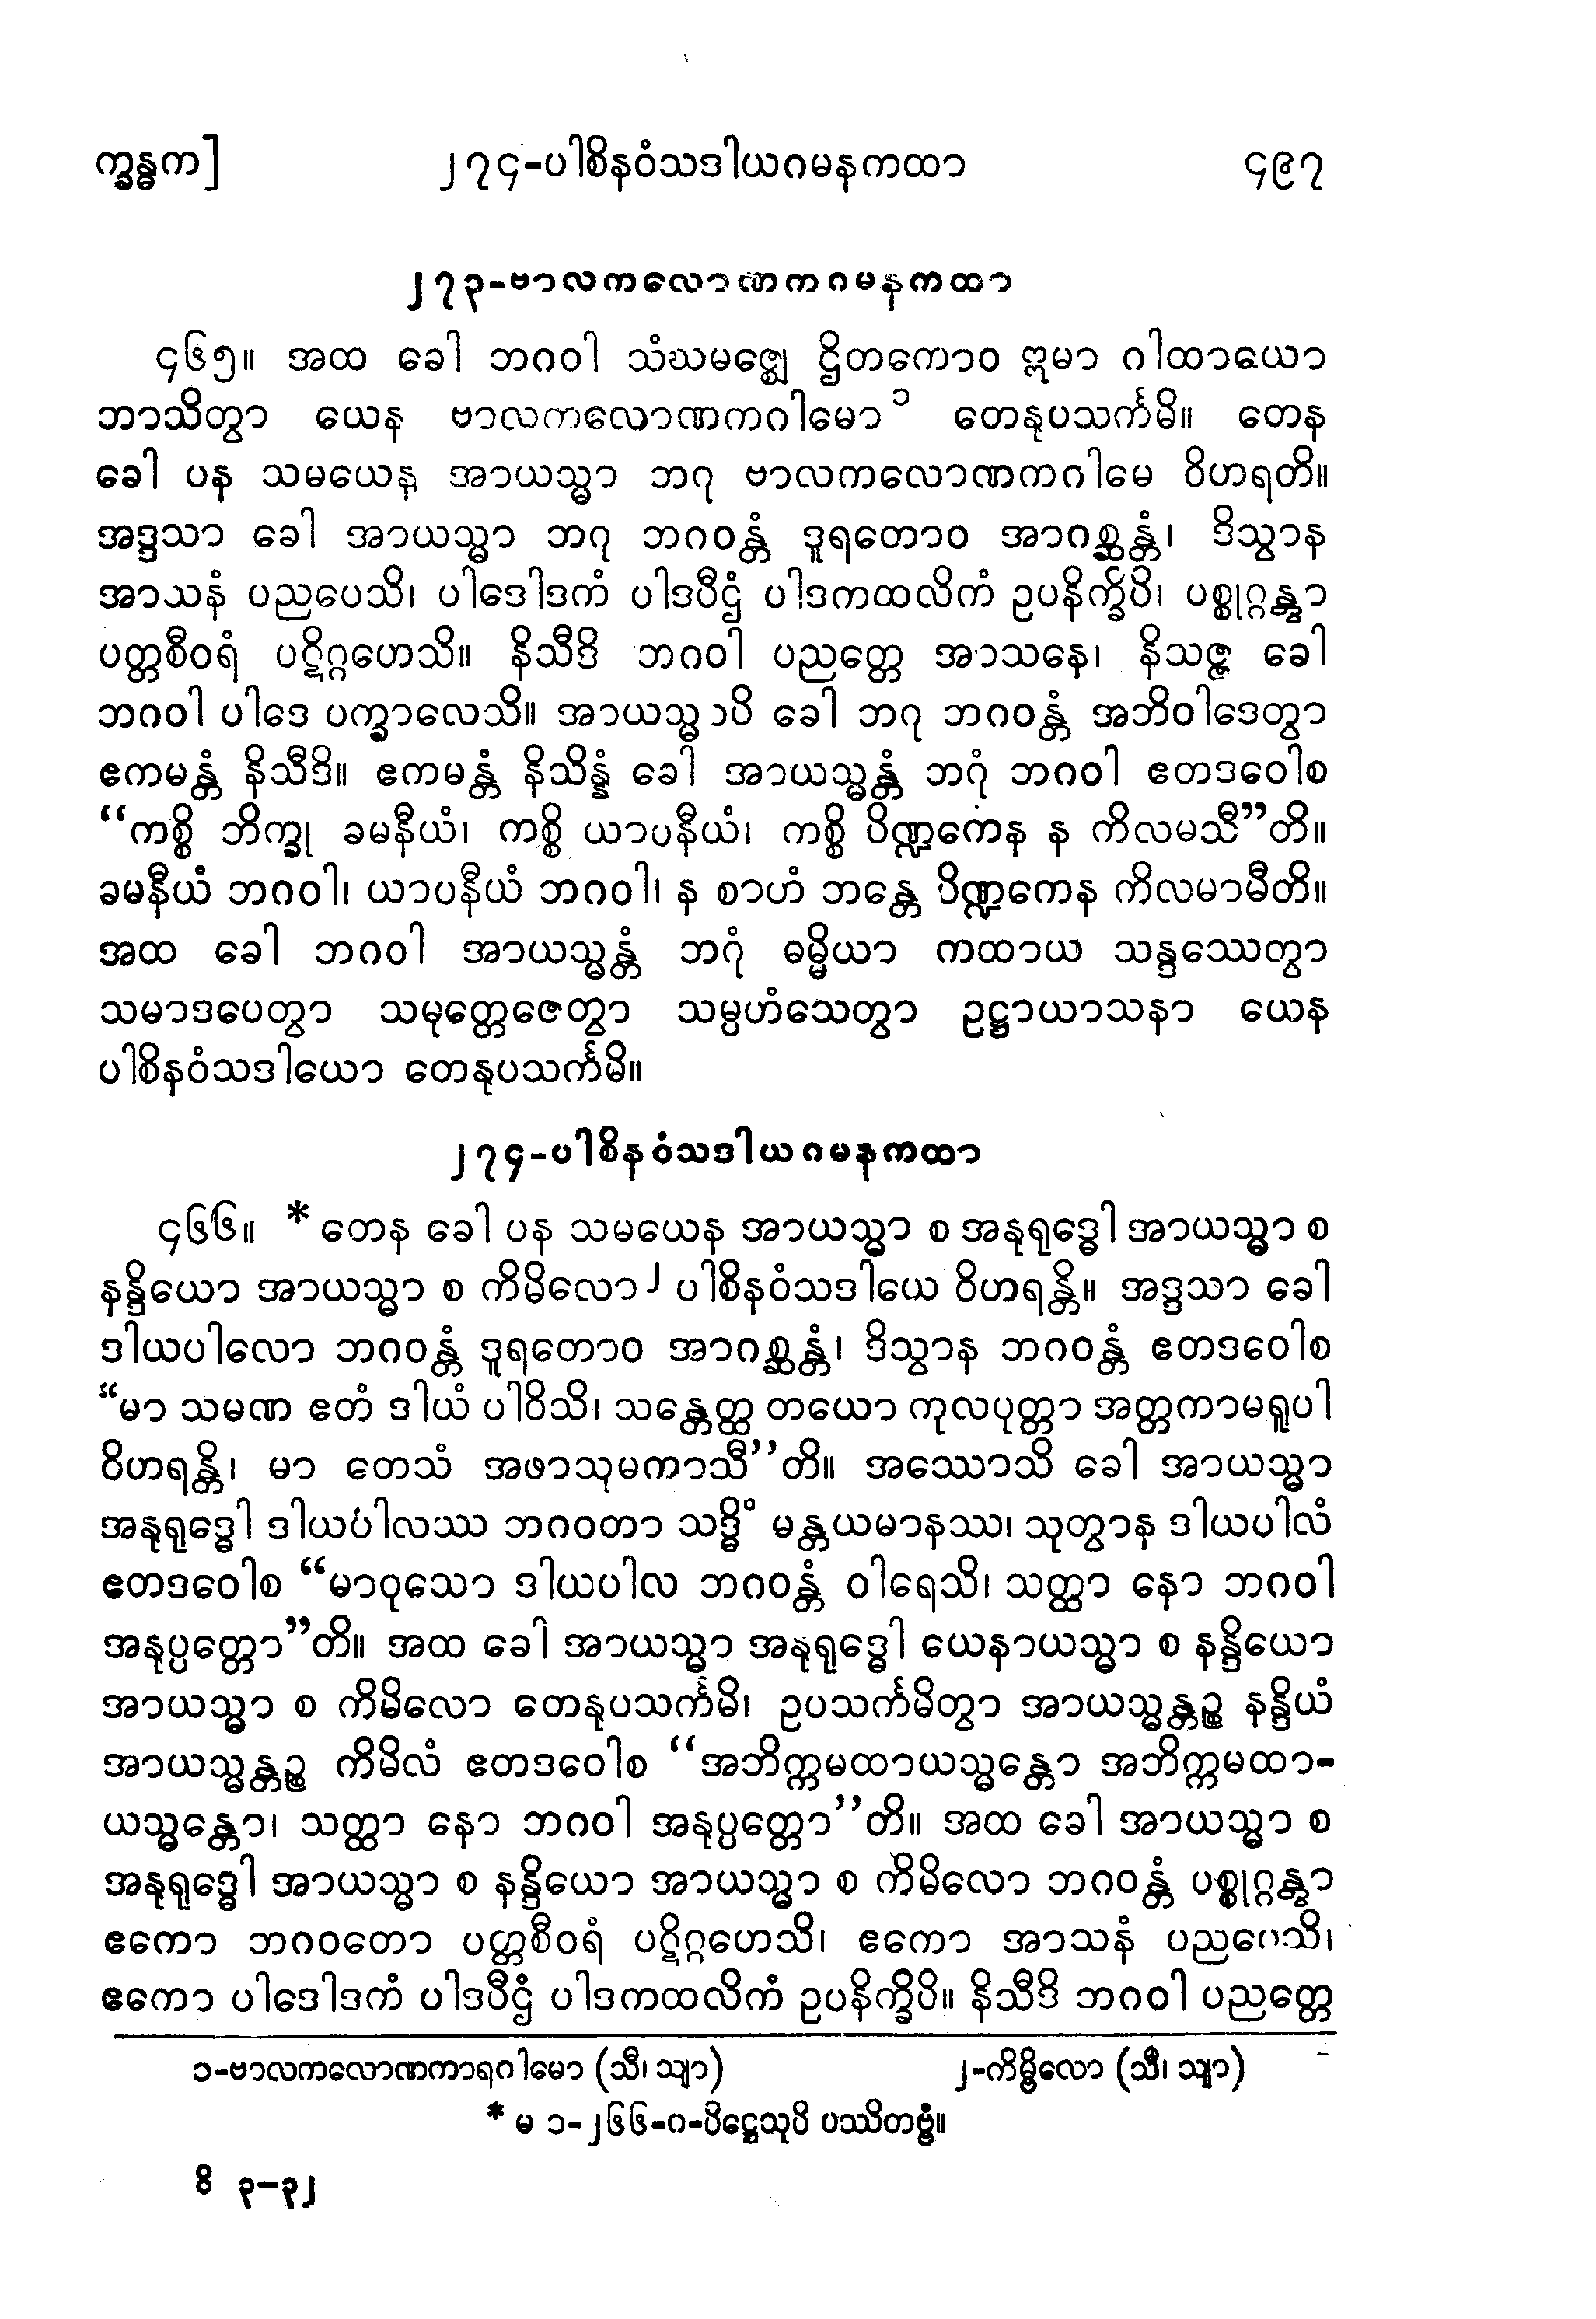 က္ခန္ဓက] ၂၇၄-ပါစိနဝံသဒါယဂမနကထာ ၄၉၇
၂၇၃-ဗာလကလောဏကဂမနကထာ
၄၆၅။ အထ ခေါ ဘဂဝါ သံဃမဇ္ဈေ ဌိတကောဝ ဣမာ ဂါထာယော
ဘာသိတွာ ယေန ဗာလကလောဏကဂါမော ၁ တေနုပသင်္ကမိ။ တေန
ခေါ ပန သမယေန အာယသ္မာ ဘဂု ဗာလကလောဏကဂါမေ ဝိဟရတိ။
အဒ္ဒသာ ခေါ အာယသ္မာ ဘဂု ဘဂဝန္တံ ဒူရတောဝ အာဂစ္ဆန္တံ၊ ဒိသွာန
အာသနံ ပညပေသိ၊ ပါဒေါဒကံ ပါဒပီဌံ ပါဒကထလိကံ ဥပနိက္ခိပိ၊ ပစ္စုဂ္ဂန္တွာ
ပတ္တစီဝရံ ပဋိဂ္ဂဟေသိ။ နိသီဒိ ဘဂဝါ ပညတ္တေ အာသနေ၊ နိသဇ္ဇ ခေါ
ဘဂဝါ ပါဒေ ပက္ခာလေသိ။ အာယသ္မာပိ ခေါ ဘဂု ဘဂဝန္တံ အဘိဝါဒေတွာ
ဧကမန္တံ နိသီဒိ။ ဧကမန္တံ နိသိန္နံ ခေါ အာယသ္မန္တံ ဘဂုံ ဘဂဝါ ဧတဒဝေါစ
“ကစ္စိ ဘိက္ခု ခမနီယံ၊ ကစ္စိ ယာပနီယံ၊ ကစ္စိ ပိဏ္ဍကေန န ကိလမသီ”တိ။
ခမနီယံ ဘဂဝါ၊ ယာပနီယံ ဘဂဝါ၊ န စာဟံ ဘန္တေ ပိဏ္ဍကေန ကိလမာမီတိ။
အထ ခေါ ဘဂဝါ အာယသ္မန္တံ ဘဂုံ ဓမ္မိယာ ကထာယ သန္ဒဿေတွာ
သမာဒပေတွာ သမုတ္တေဇေတွာ သမ္ပဟံသေတွာ ဥဋ္ဌာယာသနာ ယေန
ပါစိနဝံသဒါယော တေနုပသင်္ကမိ။
၂၇၄-ပါစိနဝံသဒါယဂမနကထာ
၄၆၆။ * တေန ခေါ ပန သမယေန အာယသ္မာ စ အနုရုဒ္ဓေါ အာယသ္မာ စ
နန္ဒိယော အာယသ္မာ စ ကိမိလော ၂ ပါစိနဝံသဒါယေ ဝိဟရန္တိ။ အဒ္ဒသာ ခေါ
ဒါယပါလော ဘဂဝန္တံ ဒူရတောဝ အာဂစ္ဆန္တံ၊ ဒိသွာန ဘဂဝန္တံ ဧတဒဝေါစ
“မာ သမဏ ဧတံ ဒါယံ ပါဝိသိ၊ သန္တေတ္ထ တယော ကုလပုတ္တာ အတ္တကာမရူပါ
ဝိဟရန္တိ၊ မာ တေသံ အဖာသုမကာသီ”တိ။ အဿောသိ ခေါ အာယသ္မာ
အနုရုဒ္ဓေါ ဒါယပါလဿ ဘဂဝတာ သဒ္ဓိံ မန္တယမာနဿ၊ သုတွာန ဒါယပါလံ
ဧတဒဝေါစ “မာဝုသော ဒါယပါလ ဘဂဝန္တံ ဝါရေသိ၊ သတ္ထာ နော ဘဂဝါ
အနုပ္ပတ္တော”တိ။ အထ ခေါ အာယသ္မာ အနုရုဒ္ဓေါ ယေနာယသ္မာ စ နန္ဒိယော
အာယသ္မာ စ ကိမိလော တေနုပသင်္ကမိ၊ ဥပသင်္ကမိတွာ အာယသ္မန္တဉ္စ နန္ဒိယံ
အာယသ္မန္တဉ္စ ကိမိလံ ဧတဒဝေါစ “အဘိက္ကမထာယသ္မန္တော အဘိက္ကမထာ-
ယသ္မန္တော၊ သတ္ထာ နော ဘဂဝါ အနုပ္ပတ္တော”တိ။ အထ ခေါ အာယသ္မာ စ
အနုရုဒ္ဓေါ အာယသ္မာ စ နန္ဒိယော အာယသ္မာ စ ကိမိလော ဘဂဝန္တံ ပစ္စုဂ္ဂန္တွာ
ဧကော ဘဂဝတော ပတ္တစီဝရံ ပဋိဂ္ဂဟေသိ၊ ဧကော အာသနံ ပညပေသိ၊
ဧကော ပါဒေါဒကံ ပါဒပီဌံ ပါဒကထလိကံ ဥပနိက္ခိပိ။ နိသီဒိ ဘဂဝါ ပညတ္တေ
၁-ဗာလကလောဏကာရဂါမော (သီ၊ သျာ) ၂-ကိမ္ဗိလော (သီ၊ သျာ)
* မ ၁-၂၆၆-ဂ-ပိဋ္ဌေသုပိ ပဿိတဗ္ဗံ။
ဝိ ၃-၃၂